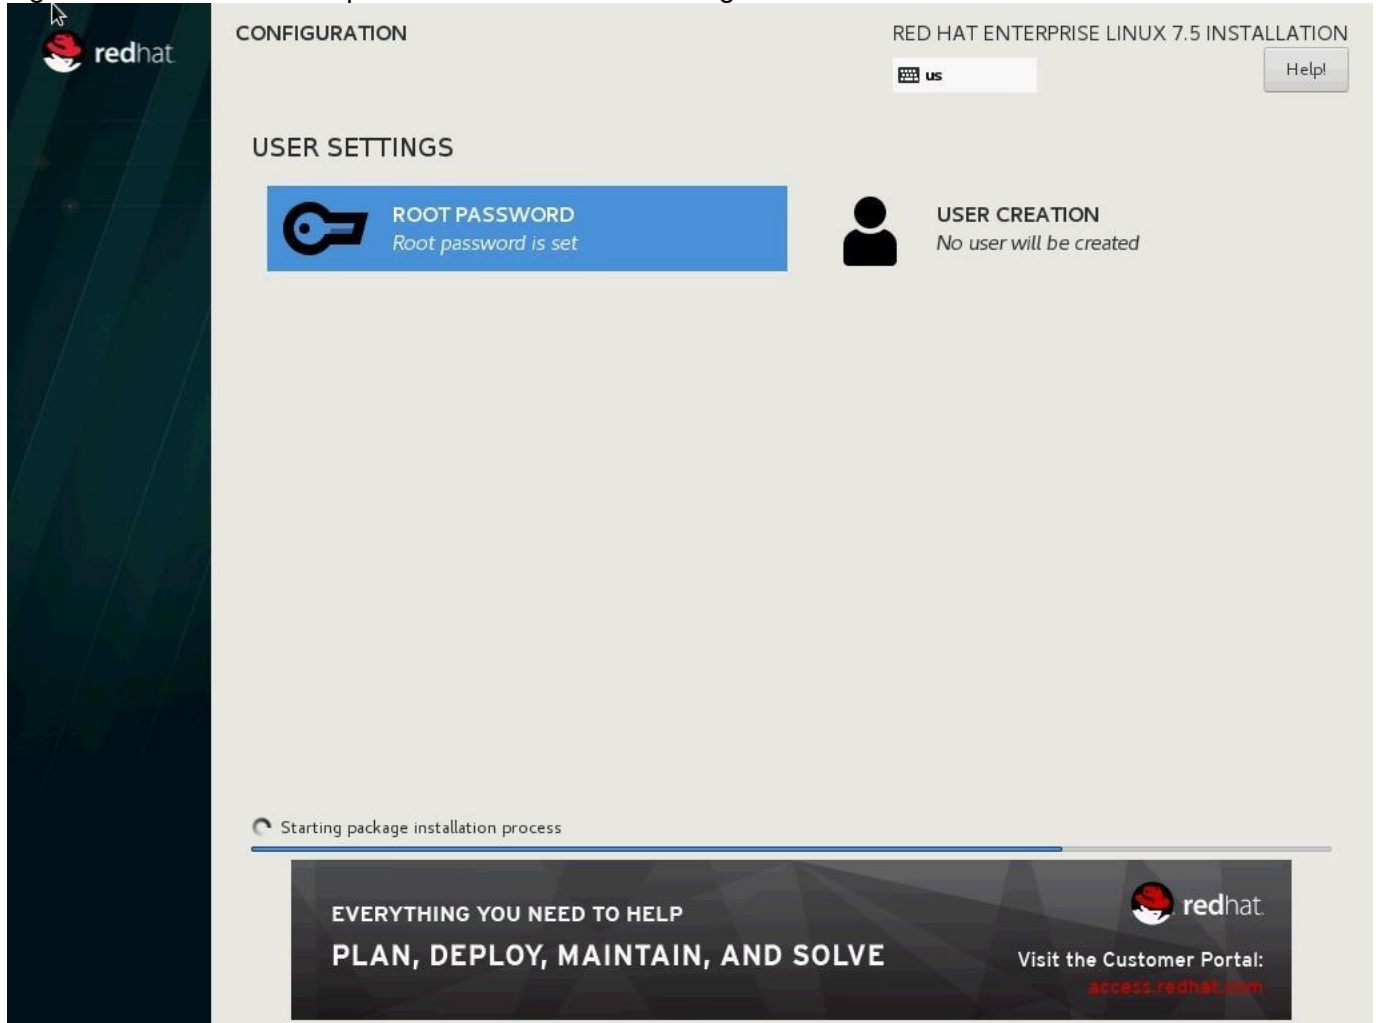 redhat
CONFIGURATION
RED HAT ENTERPRISE LINUX 7.5 INSTALLATION
us
Help!
USER SETTINGS
ROOT PASSWORD
Root password is set
USER CREATION
No user will be created
Starting package installation process
EVERYTHING YOU NEED TO HELP
PLAN, DEPLOY, MAINTAIN, AND SOLVE
redhat
Visit the Customer Portal:
access.redhat.com